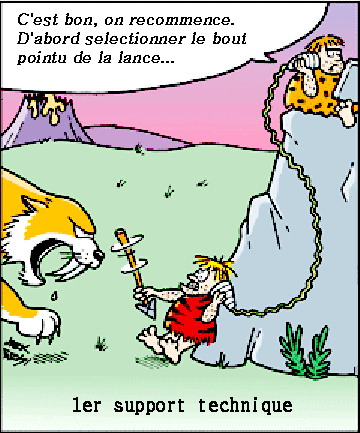 C'est bon, on recommence.
D'abord selectionner le bout
pointu de la lance...
1er support technique